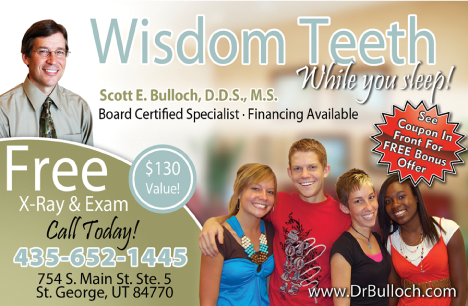 Wisdom Teeth
While you sleep!
Scott E. Bulloch, D.D.S., M.S.
Board Certified Specialist · Financing Available
See
Coupon In
Front For
FREE Bonus
Offer
Free
X-Ray & Exam
$130
Value!
Call Today!
435-652-1445
754 S. Main St. Ste. 5
St. George, UT 84770
www.DrBulloch.com